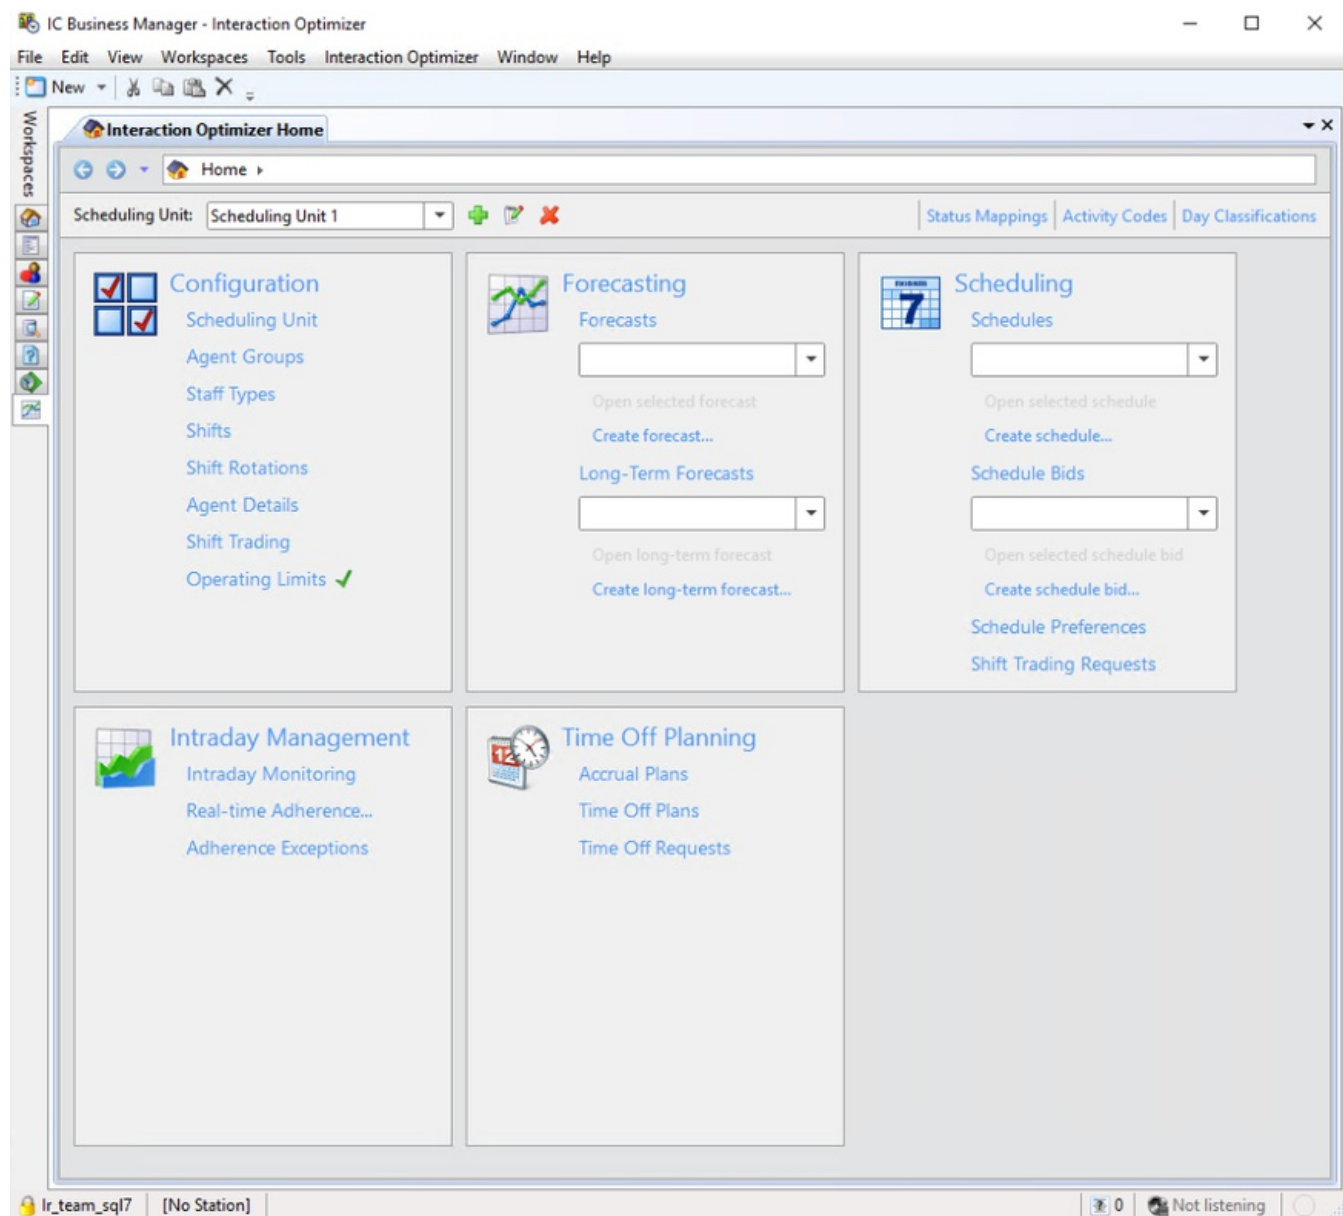 IC Business Manager - Interaction Optimizer
File Edit View Workspaces Tools Interaction Optimizer Window Help
New
Workspaces
Interaction Optimizer Home
Home
Scheduling Unit: Scheduling Unit 1
Status Mappings Activity Codes Day Classifications
Configuration
Scheduling Unit
Agent Groups
Staff Types
Shifts
Shift Rotations
Agent Details
Shift Trading
Operating Limits
Forecasting
Forecasts
Open selected forecast
Create forecast...
Long-Term Forecasts
Open long-term forecast
Create long-term forecast...
7
Scheduling
Schedules
Open selected schedule
Create schedule...
Schedule Bids
Open selected schedule bid
Create schedule bid...
Schedule Preferences
Shift Trading Requests
Intraday Management
Intraday Monitoring
Real-time Adherence...
Adherence Exceptions
12
Time Off Planning
Accrual Plans
Time Off Plans
Time Off Requests
lr_team_sql7 [No Station] 0 Not listening